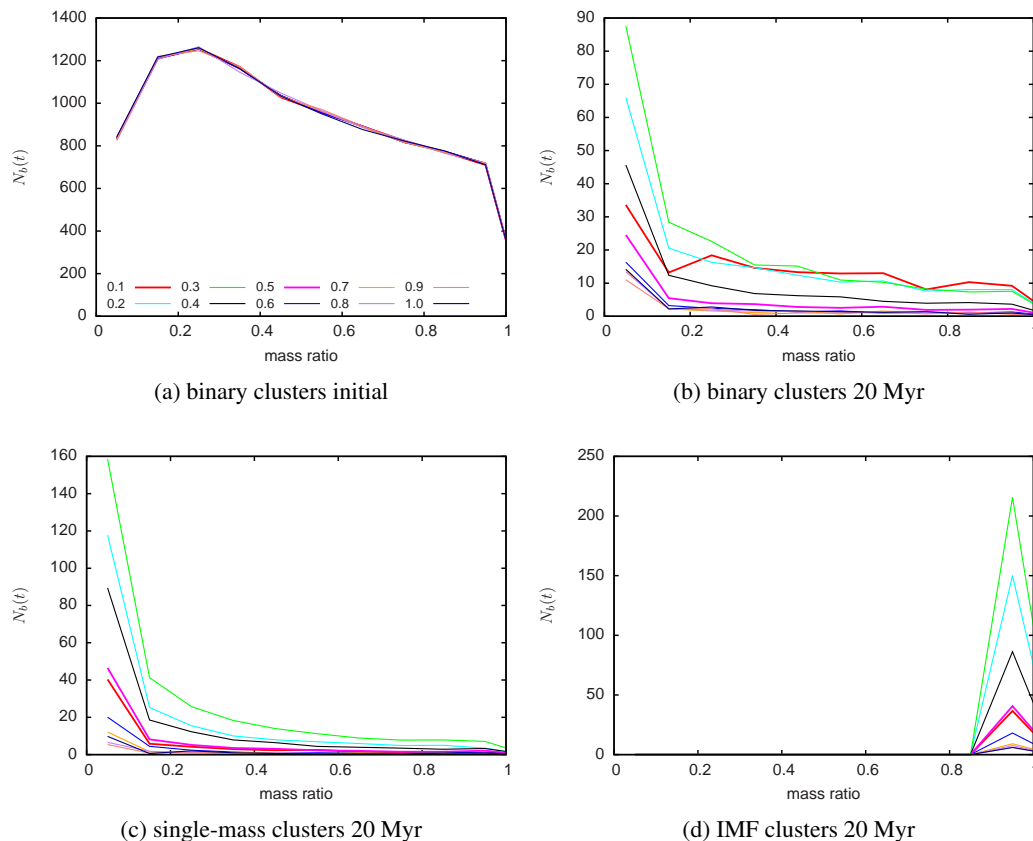 1400
1200
1000
800
600
400
200
0
N_b(t)
0.1 0.3 0.5 0.7 0.9
0.2 0.4 0.6 0.8 1.0
0 0.2 0.4 0.6 0.8 1
mass ratio
(a) binary clusters initial
90
80
70
60
50
40
30
20
10
0
N_b(t)
0 0.2 0.4 0.6 0.8 1
mass ratio
(b) binary clusters 20 Myr
160
140
120
100
80
60
40
20
0
N_b(t)
0 0.2 0.4 0.6 0.8 1
mass ratio
(c) single-mass clusters 20 Myr
250
200
150
100
50
0
N_b(t)
0 0.2 0.4 0.6 0.8 1
mass ratio
(d) IMF clusters 20 Myr